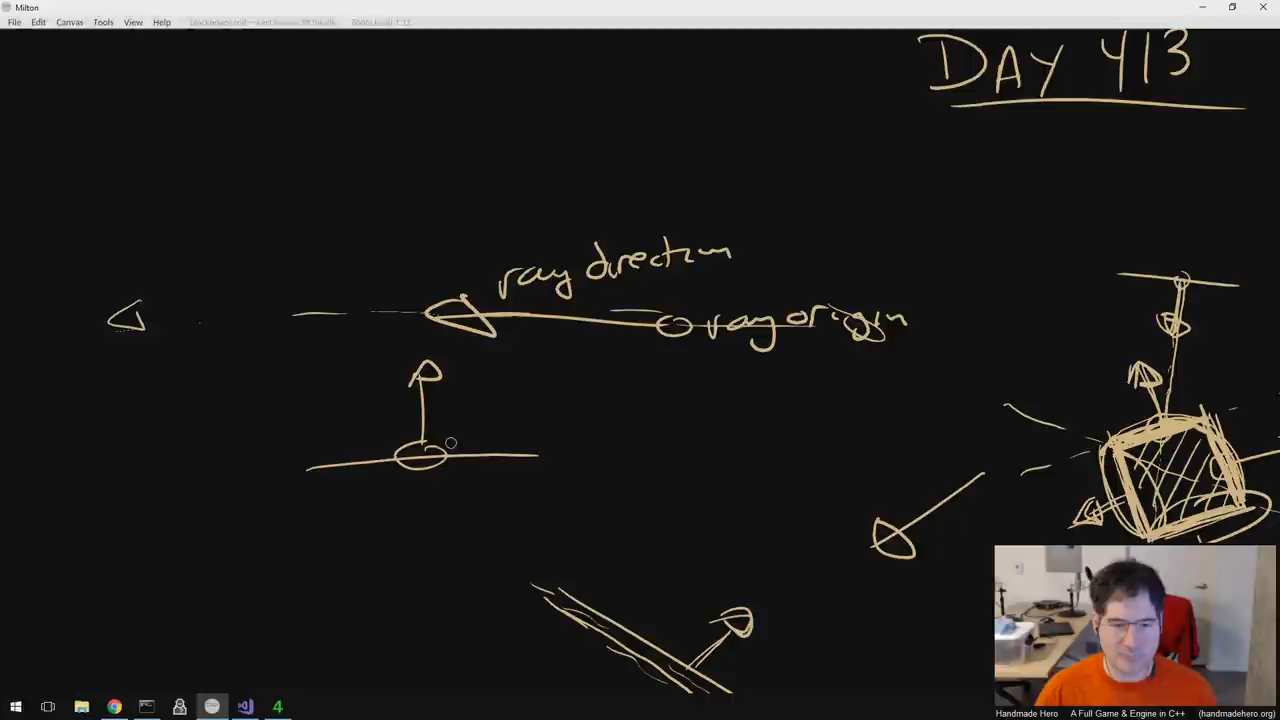 Milton
File Edit Canvas Tools View Help
DAY 413
ray direction
ray origin
4
Handmade Hero A Full Game & Engine in C++ (handmadehero.org)